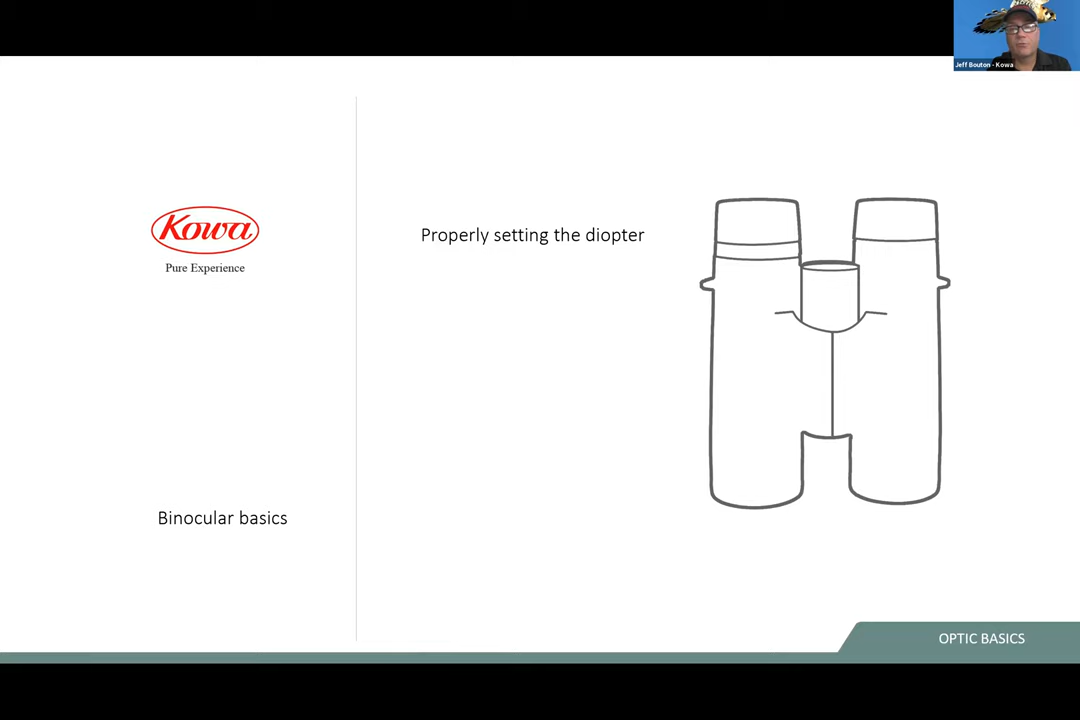 Jeff Bouton - Kowa
Kowa
Pure Experience
Properly setting the diopter
Binocular basics
OPTIC BASICS